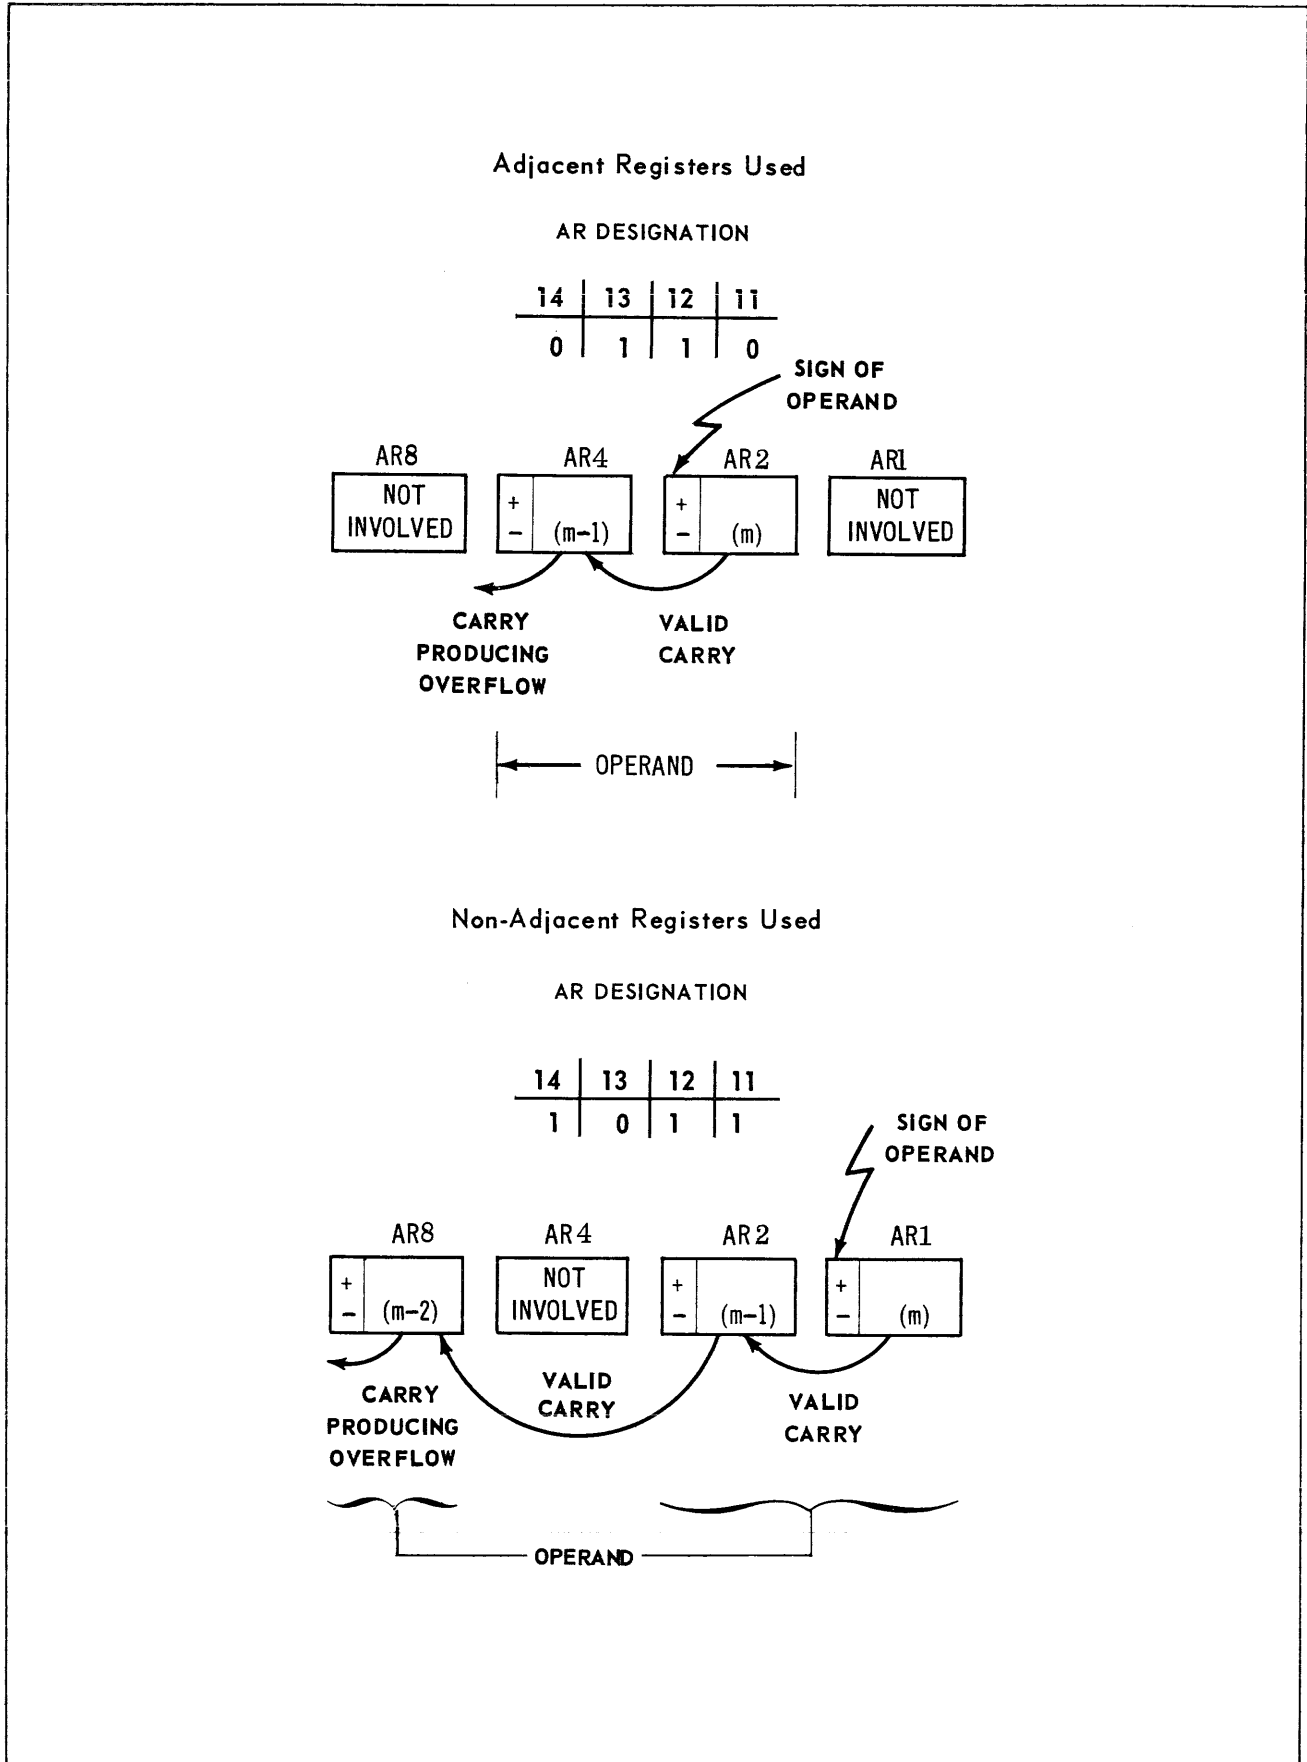 Adjacent Registers Used
AR DESIGNATION
14 13 12 11
0 1 1 0
SIGN OF
OPERAND
AR8 AR4 AR2 AR1
NOT
INVOLVED
+
− (m−1)
+
− (m)
NOT
INVOLVED
CARRY
PRODUCING
OVERFLOW
VALID
CARRY
OPERAND
Non-Adjacent Registers Used
AR DESIGNATION
14 13 12 11
1 0 1 1
SIGN OF
OPERAND
AR8 AR4 AR2 AR1
+
− (m−2)
NOT
INVOLVED
+
− (m−1)
+
− (m)
CARRY
PRODUCING
OVERFLOW
VALID
CARRY
VALID
CARRY
OPERAND